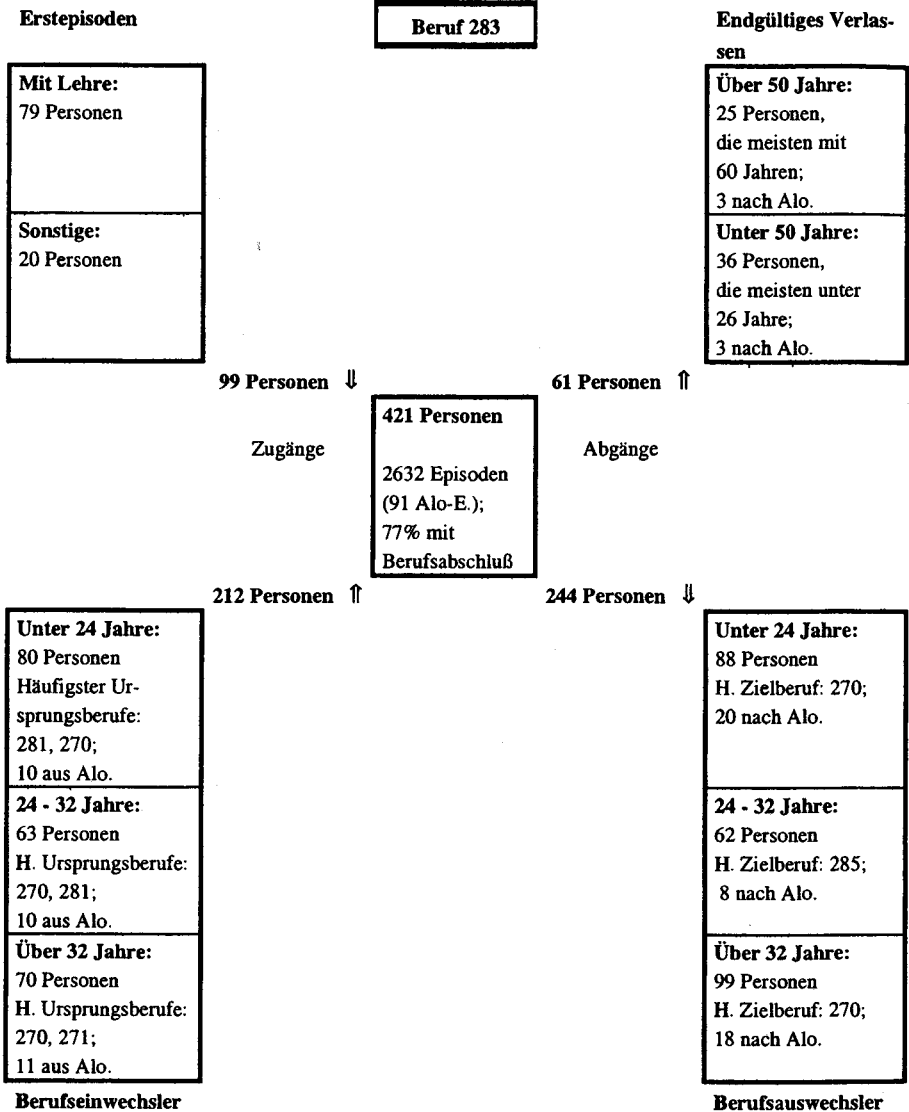 Erstepisoden
Beruf 283
Endgültiges Verlas-
sen
Mit Lehre:
79 Personen
Sonstige:
20 Personen
Über 50 Jahre:
25 Personen,
die meisten mit
60 Jahren;
3 nach Alo.
Unter 50 Jahre:
36 Personen,
die meisten unter
26 Jahre;
3 nach Alo.
99 Personen ⇓
61 Personen ⇑
Zugänge
421 Personen
2632 Episoden
(91 Alo-E.);
77% mit
Berufsabschluß
Abgänge
212 Personen ⇑
244 Personen ⇓
Unter 24 Jahre:
80 Personen
Häufigster Ur-
sprungsberufe:
281, 270;
10 aus Alo.
24 - 32 Jahre:
63 Personen
H. Ursprungsberufe:
270, 281;
10 aus Alo.
Über 32 Jahre:
70 Personen
H. Ursprungsberufe:
270, 271;
11 aus Alo.
Berufseinwechsler
Unter 24 Jahre:
88 Personen
H. Zielberuf: 270;
20 nach Alo.
24 - 32 Jahre:
62 Personen
H. Zielberuf: 285;
8 nach Alo.
Über 32 Jahre:
99 Personen
H. Zielberuf: 270;
18 nach Alo.
Berufsauswechsler